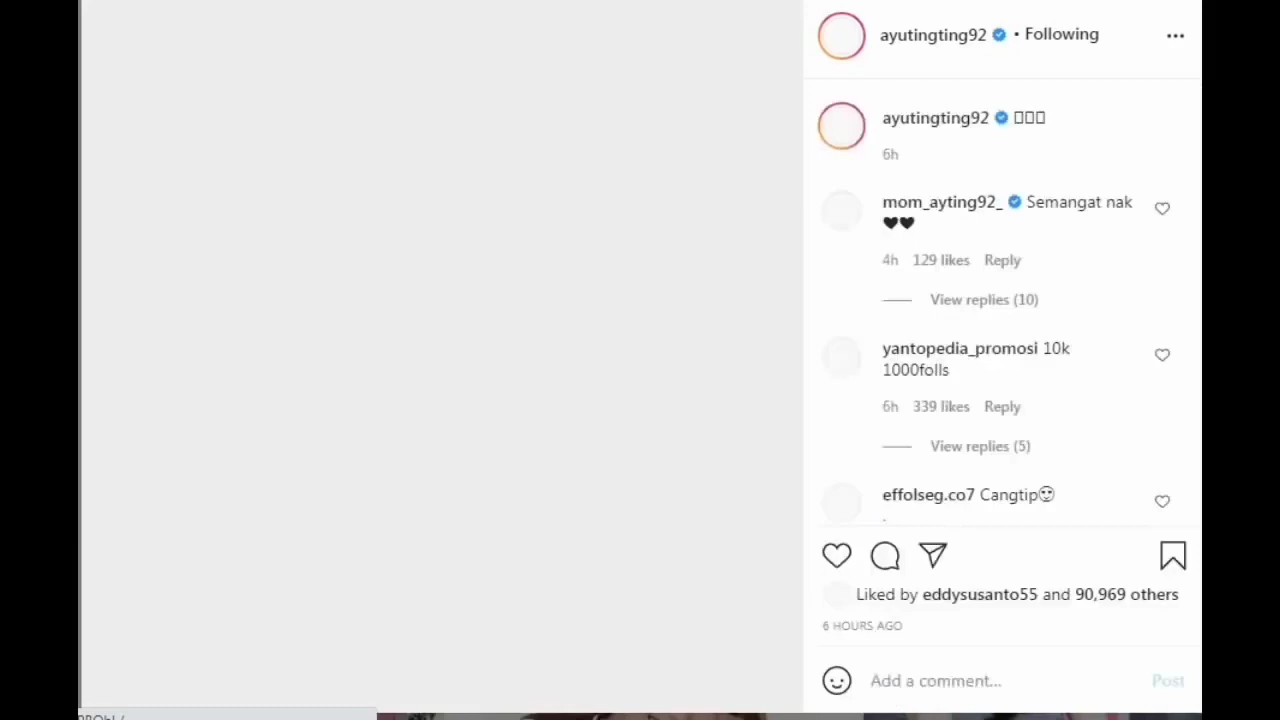 ayutingting92 • Following
ayutingting92
6h
mom_ayting92_ Semangat nak
🖤🖤
4h 129 likes Reply
View replies (10)
yantopedia_promosi 10k
1000folls
6h 339 likes Reply
View replies (5)
effolseg.co7 Cangtip
.
Liked by eddysusanto55 and 90,969 others
6 HOURS AGO
Add a comment... Post